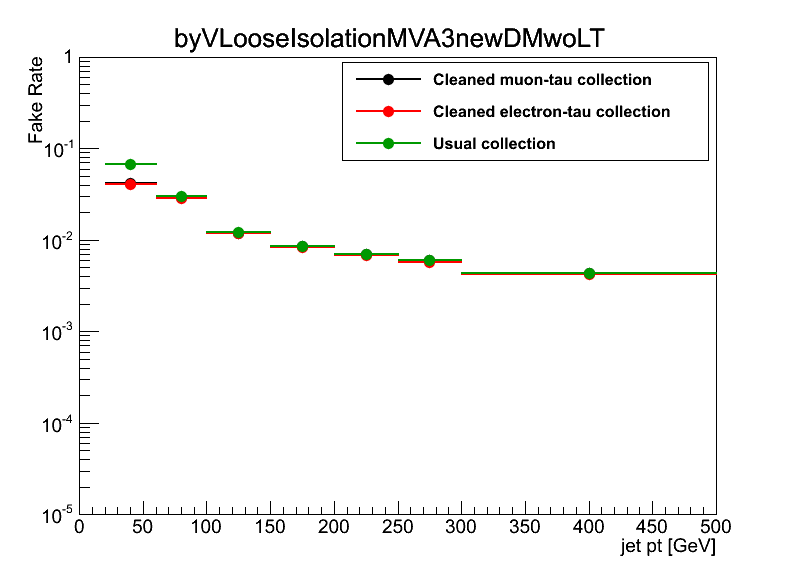 byVLooseIsolationMVA3newDMwoLT
Fake Rate
Cleaned muon-tau collection
Cleaned electron-tau collection
Usual collection
1
10^-1
10^-2
10^-3
10^-4
10^-5
0 50 100 150 200 250 300 350 400 450 500
jet pt [GeV]